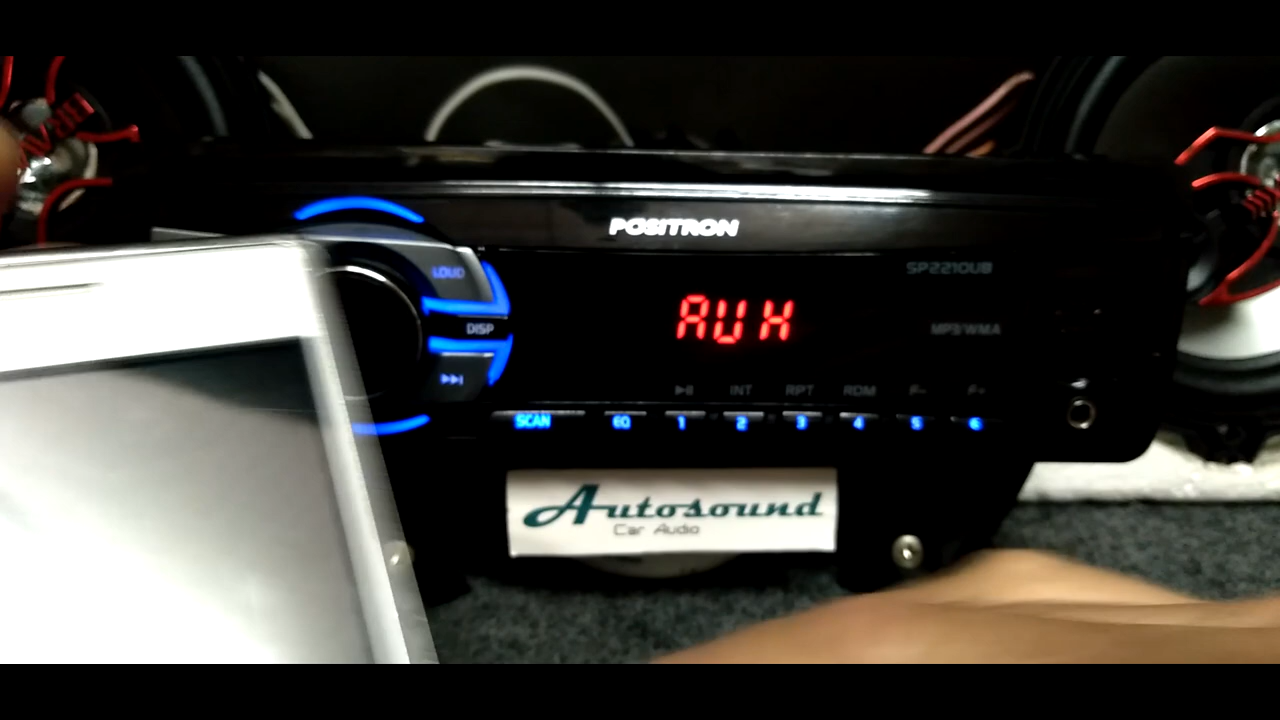 POSITRON
SP2210UB
LOUD
AUX
DISP
MP3/WMA
INT RPT RDM F- F+
SCAN EQ 1 2 3 4 5 6
Autosound
Car Audio